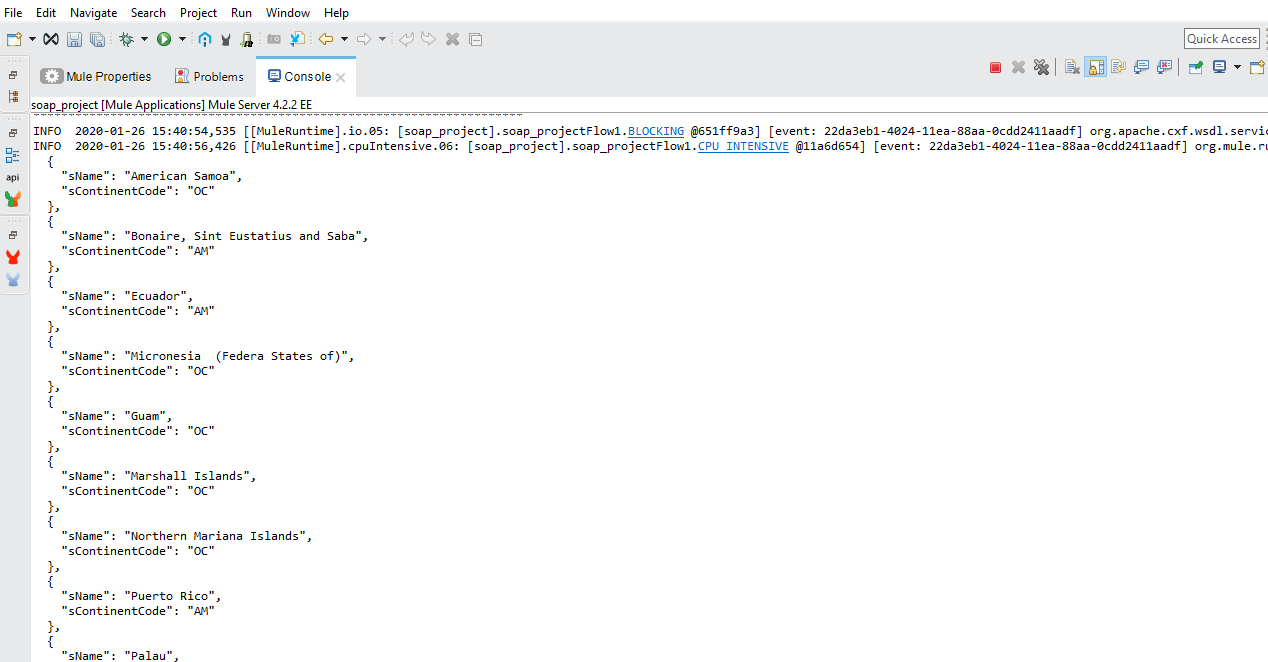 File Edit Navigate Search Project Run Window Help
Quick Access
Mule Properties Problems Console
soap_project [Mule Applications] Mule Server 4.2.2 EE
INFO  2020-01-26 15:40:54,535 [[MuleRuntime].io.05: [soap_project].soap_projectFlow1.BLOCKING @651ff9a3] [event: 22da3eb1-4024-11ea-88aa-0cdd2411aadf] org.apache.cxf.wsdl.servic
INFO  2020-01-26 15:40:56,426 [[MuleRuntime].cpuIntensive.06: [soap_project].soap_projectFlow1.CPU_INTENSIVE @11a6d654] [event: 22da3eb1-4024-11ea-88aa-0cdd2411aadf] org.mule.ru
{
"sName": "American Samoa",
"sContinentCode": "OC"
},
{
"sName": "Bonaire, Sint Eustatius and Saba",
"sContinentCode": "AM"
},
{
"sName": "Ecuador",
"sContinentCode": "AM"
},
{
"sName": "Micronesia  (Federa States of)",
"sContinentCode": "OC"
},
{
"sName": "Guam",
"sContinentCode": "OC"
},
{
"sName": "Marshall Islands",
"sContinentCode": "OC"
},
{
"sName": "Northern Mariana Islands",
"sContinentCode": "OC"
},
{
"sName": "Puerto Rico",
"sContinentCode": "AM"
},
{
"sName": "Palau",
api